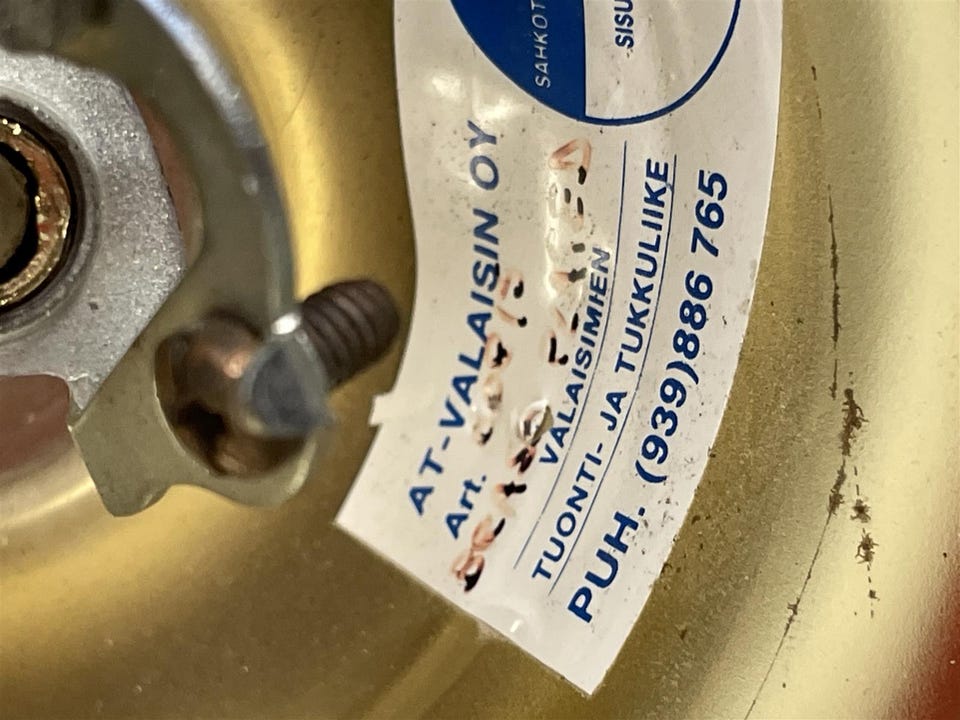 SAHKOT
SISU
AT-VALAISIN OY
Art.
VALAISIMIEN
TUONTI- JA TUKKULIIKE
PUH. (939)886 765